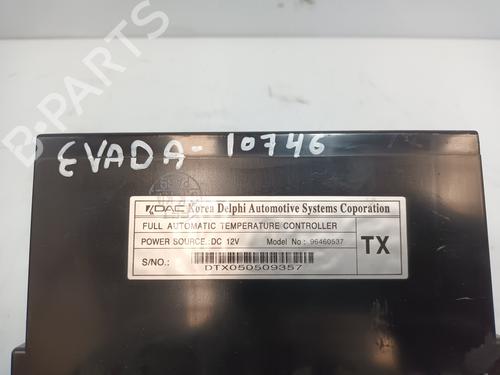 B-PARTS
EVADA - 10746
KDAC Korea Delphi Automotive Systems Coporation
FULL AUTOMATIC TEMPERATURE CONTROLLER
POWER SOURCE: DC 12V Model No : 96460537
TX
S/NO.:
DTX050509357